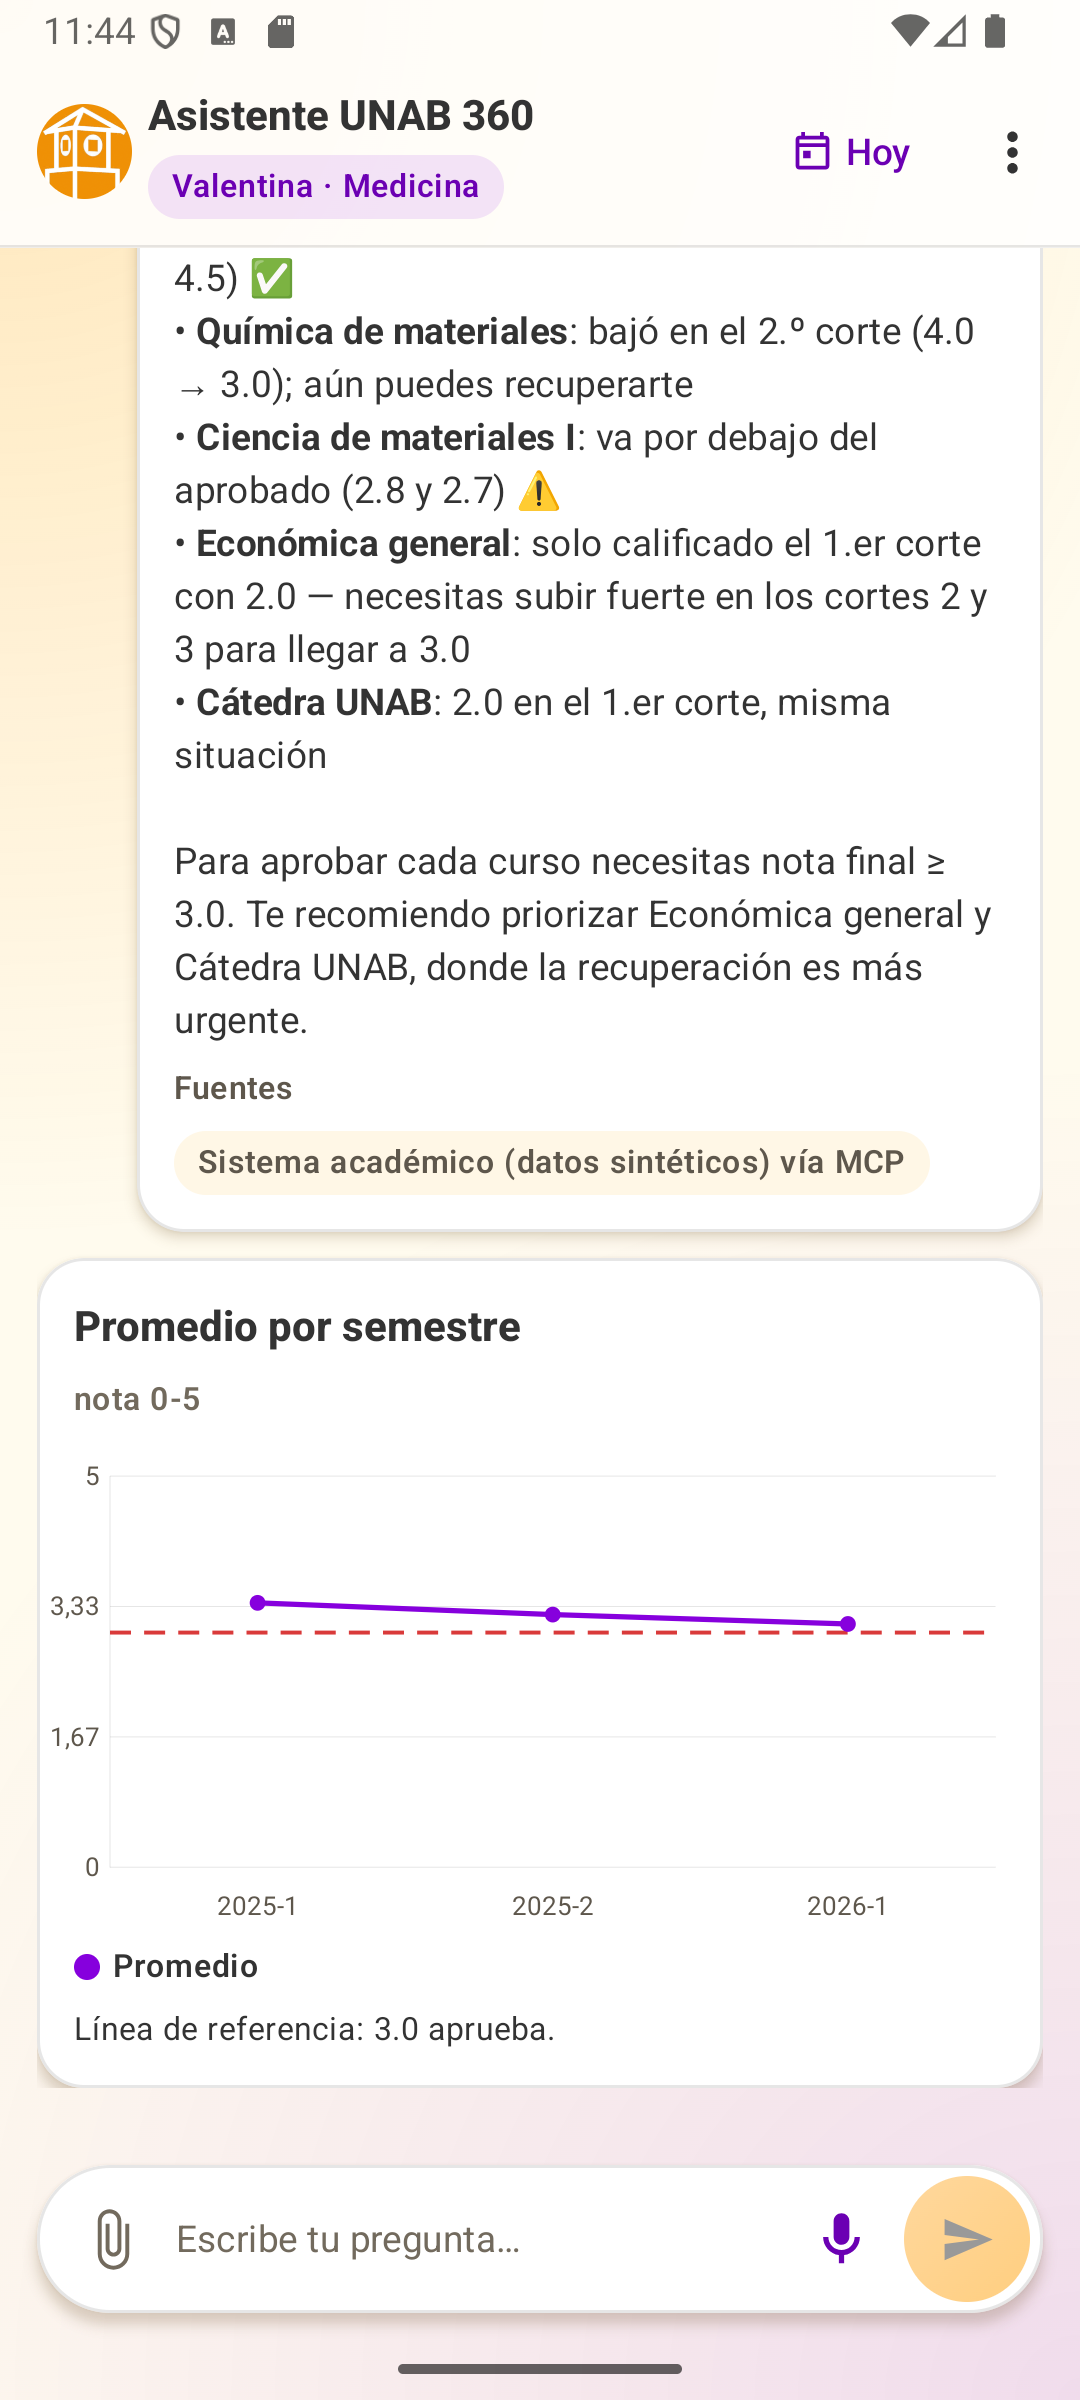 11:44
Asistente UNAB 360
Valentina · Medicina
Hoy
4.5) ✅
• Química de materiales: bajó en el 2.º corte (4.0
→ 3.0); aún puedes recuperarte
• Ciencia de materiales I: va por debajo del
aprobado (2.8 y 2.7) ⚠️
• Económica general: solo calificado el 1.er corte
con 2.0 — necesitas subir fuerte en los cortes 2 y
3 para llegar a 3.0
• Cátedra UNAB: 2.0 en el 1.er corte, misma
situación
Para aprobar cada curso necesitas nota final ≥
3.0. Te recomiendo priorizar Económica general y
Cátedra UNAB, donde la recuperación es más
urgente.
Fuentes
Sistema académico (datos sintéticos) vía MCP
Promedio por semestre
nota 0-5
5
3,33
1,67
0
2025-1
2025-2
2026-1
Promedio
Línea de referencia: 3.0 aprueba.
Escribe tu pregunta...